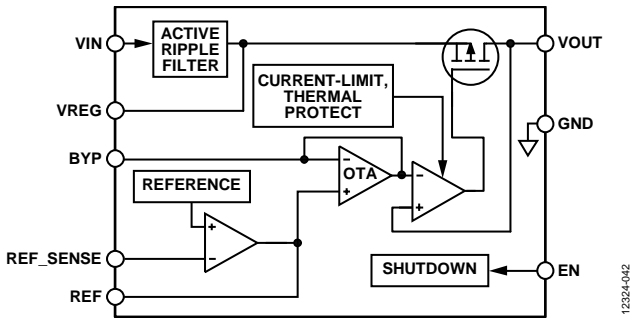 VIN
ACTIVE
RIPPLE
FILTER
VOUT
CURRENT-LIMIT,
THERMAL
PROTECT
VREG
GND
BYP
−
OTA
+
−
+
REFERENCE
+
−
REF_SENSE
SHUTDOWN
EN
REF
12324-042